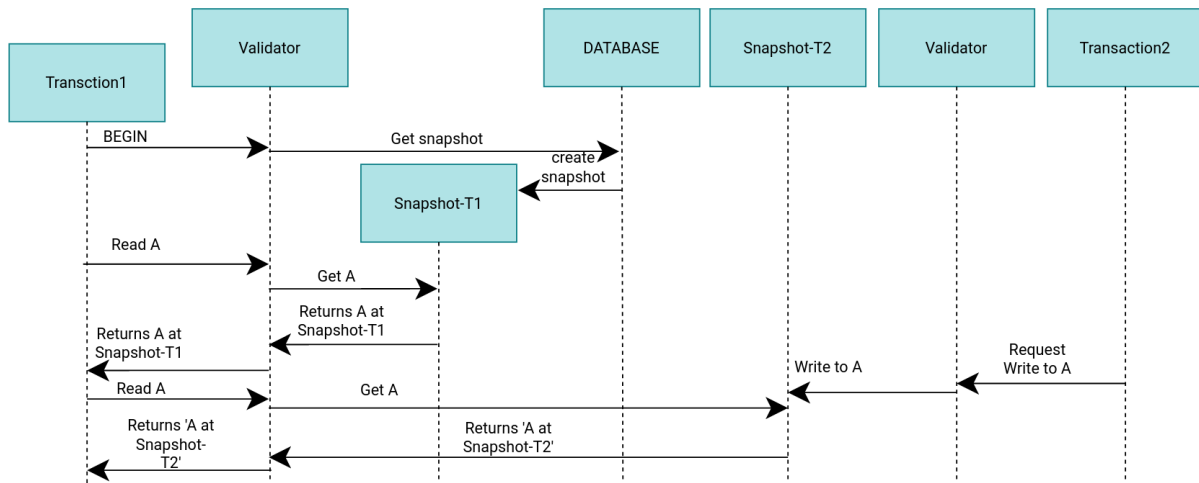 Transction1
Validator
DATABASE
Snapshot-T2
Validator
Transaction2
BEGIN
Get snapshot
create
snapshot
Snapshot-T1
Read A
Get A
Returns A at
Snapshot-T1
Returns A at
Snapshot-T1
Request
Write to A
Write to A
Read A
Get A
Returns 'A at
Snapshot-
T2'
Returns 'A at
Snapshot-T2'